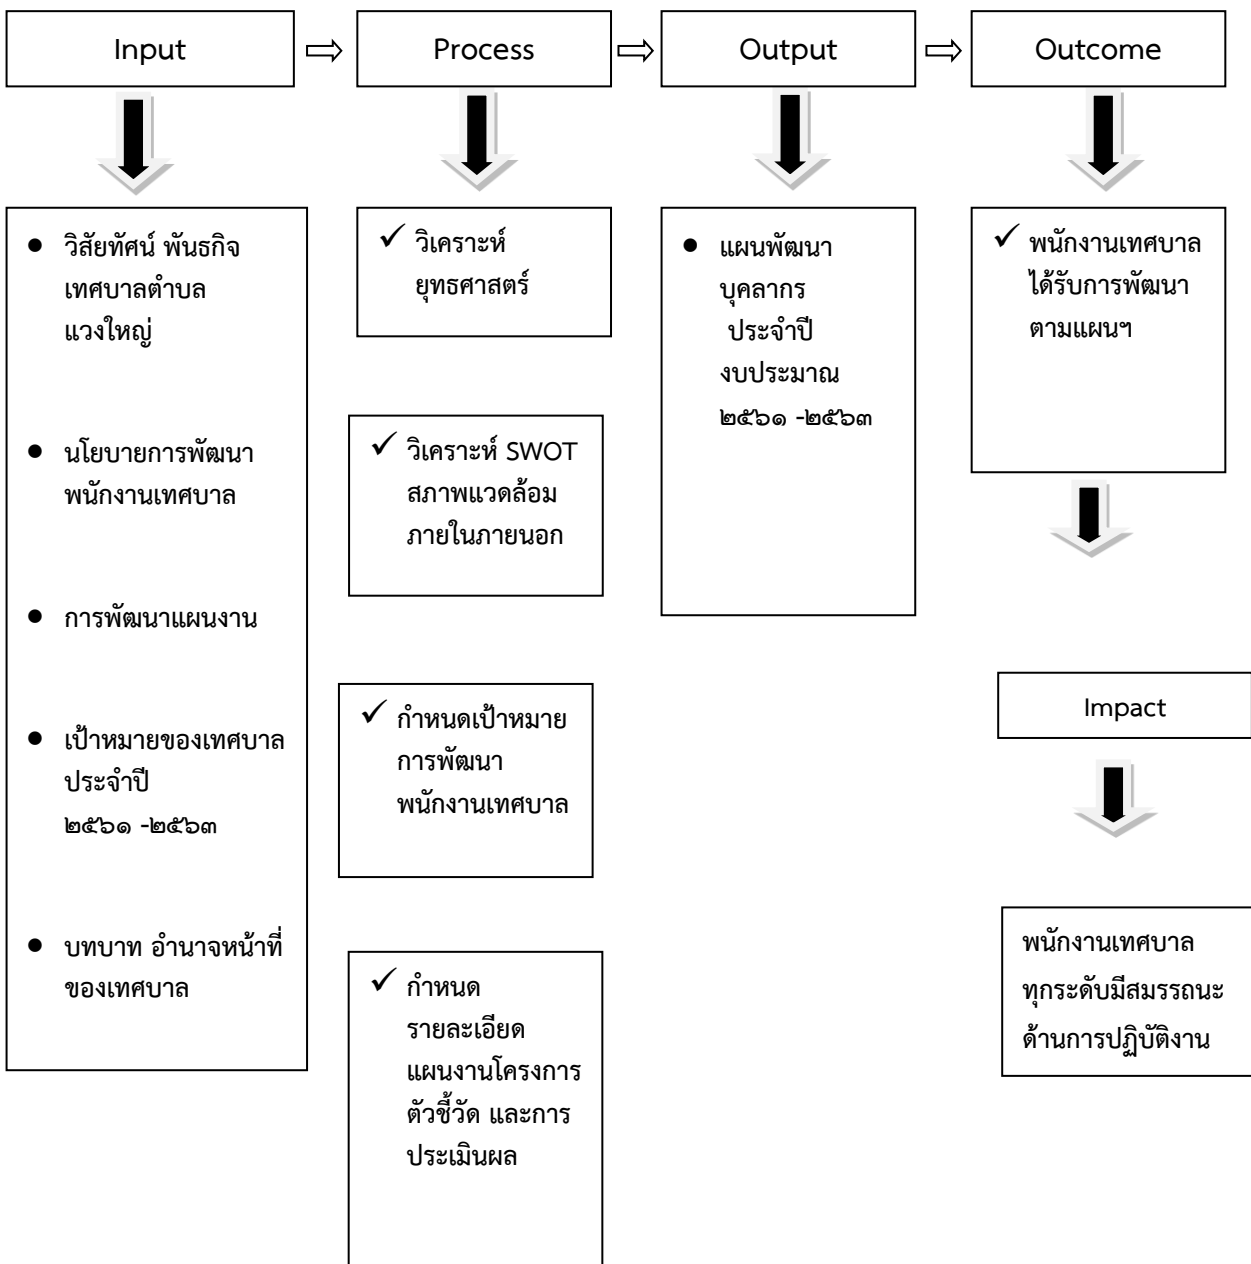 Input
Process
Output
Outcome
วิสัยทัศน์ พันธกิจ
เทศบาลตำบล
แวงใหญ่
นโยบายการพัฒนา
พนักงานเทศบาล
การพัฒนาแผนงาน
เป้าหมายของเทศบาล
ประจำปี
๒๕๖๑ -๒๕๖๓
บทบาท อำนาจหน้าที่
ของเทศบาล
วิเคราะห์
ยุทธศาสตร์
วิเคราะห์ SWOT
สภาพแวดล้อม
ภายในภายนอก
กำหนดเป้าหมาย
การพัฒนา
พนักงานเทศบาล
กำหนด
รายละเอียด
แผนงานโครงการ
ตัวชี้วัด และการ
ประเมินผล
แผนพัฒนา
บุคลากร
ประจำปี
งบประมาณ
๒๕๖๑ -๒๕๖๓
พนักงานเทศบาล
ได้รับการพัฒนา
ตามแผนฯ
Impact
พนักงานเทศบาล
ทุกระดับมีสมรรถนะ
ด้านการปฏิบัติงาน